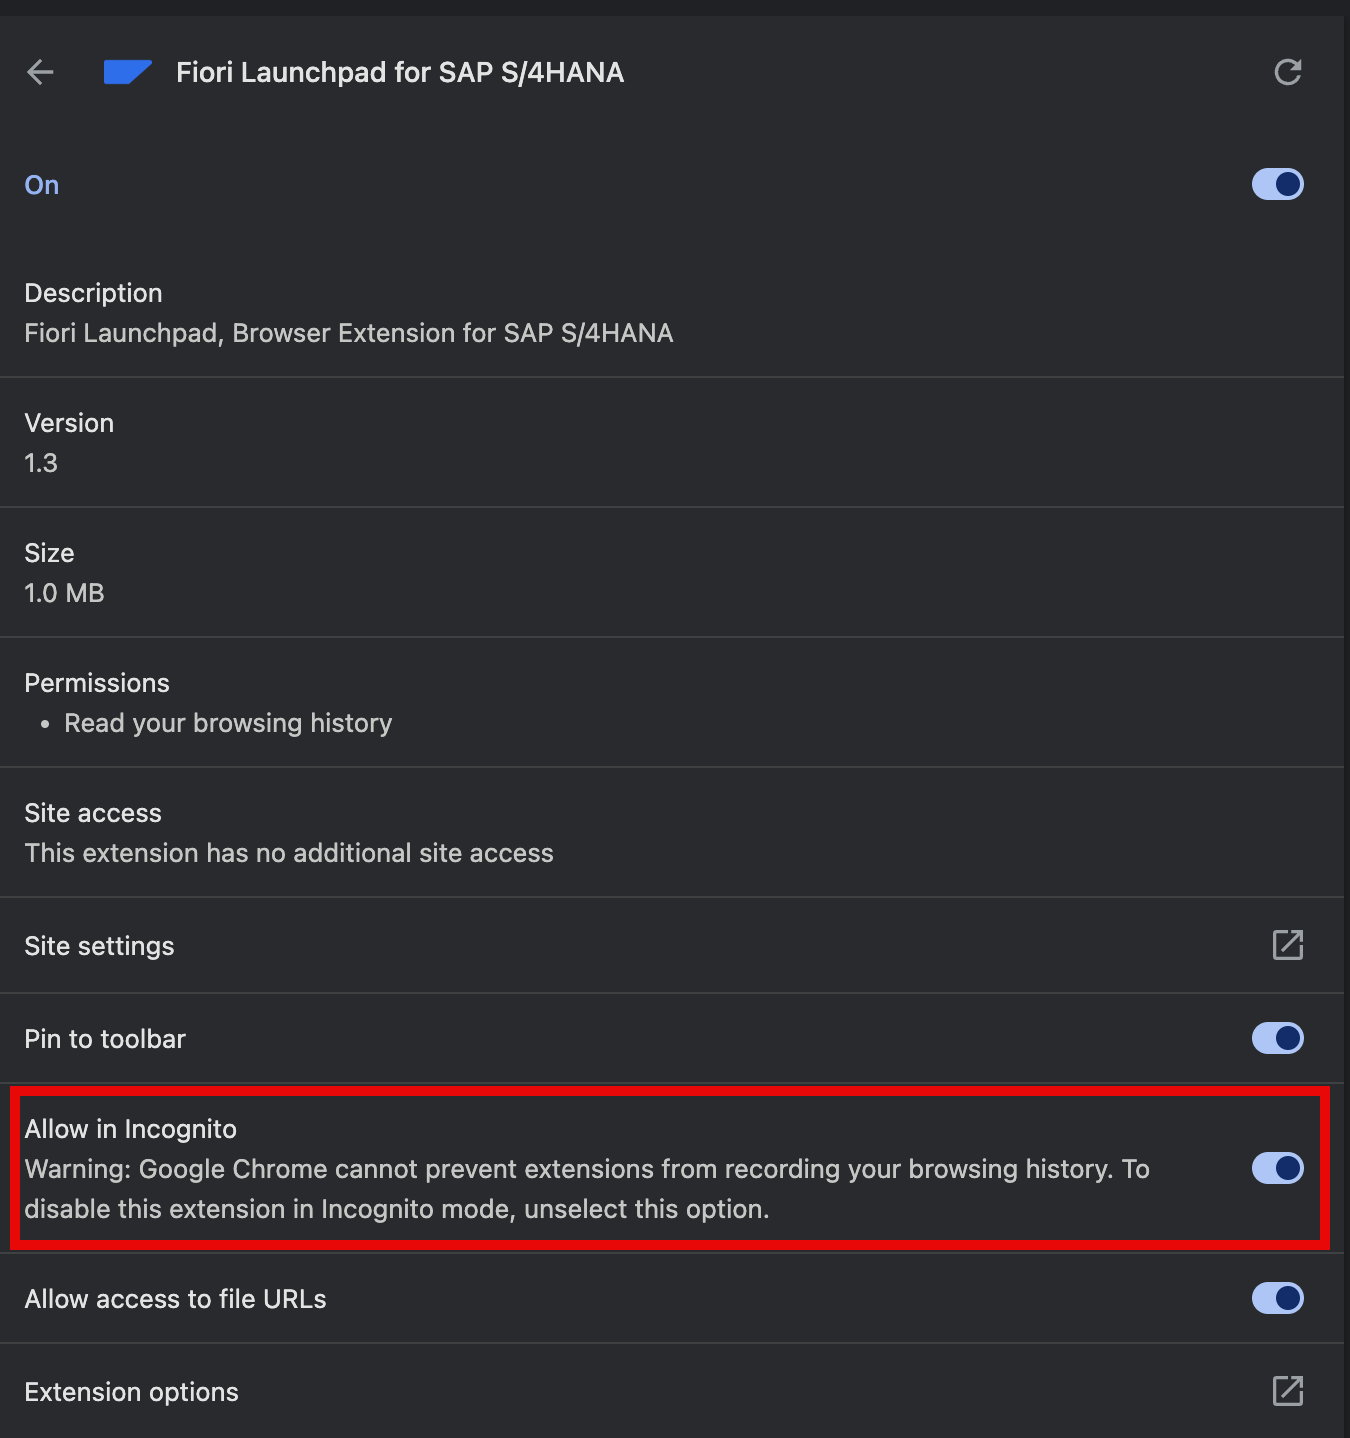 Fiori Launchpad for SAP S/4HANA
On
Description
Fiori Launchpad, Browser Extension for SAP S/4HANA
Version
1.3
Size
1.0 MB
Permissions
• Read your browsing history
Site access
This extension has no additional site access
Site settings
Pin to toolbar
Allow in Incognito
Warning: Google Chrome cannot prevent extensions from recording your browsing history. To
disable this extension in Incognito mode, unselect this option.
Allow access to file URLs
Extension options